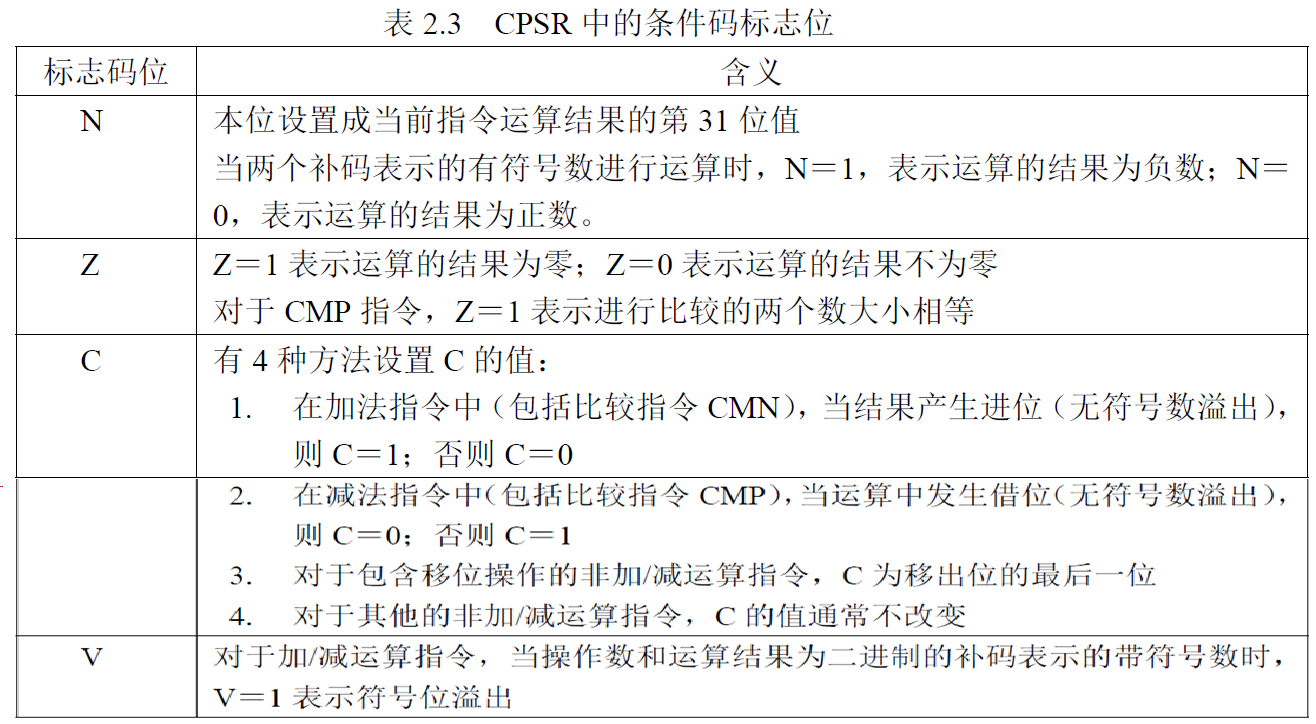 表 2.3 CPSR 中的条件码标志位
标志码位 含义
N 本位设置成当前指令运算结果的第 31 位值
当两个补码表示的有符号数进行运算时，N＝1，表示运算的结果为负数；N＝
0，表示运算的结果为正数。
Z Z＝1 表示运算的结果为零；Z＝0 表示运算的结果不为零
对于 CMP 指令，Z＝1 表示进行比较的两个数大小相等
C 有 4 种方法设置 C 的值：
1. 在加法指令中（包括比较指令 CMN），当结果产生进位（无符号数溢出），
则 C＝1；否则 C＝0
2. 在减法指令中（包括比较指令 CMP），当运算中发生借位（无符号数溢出），
则 C＝0；否则 C＝1
3. 对于包含移位操作的非加/减运算指令，C 为移出位的最后一位
4. 对于其他的非加/减运算指令，C 的值通常不改变
V 对于加/减运算指令，当操作数和运算结果为二进制的补码表示的带符号数时，
V＝1 表示符号位溢出